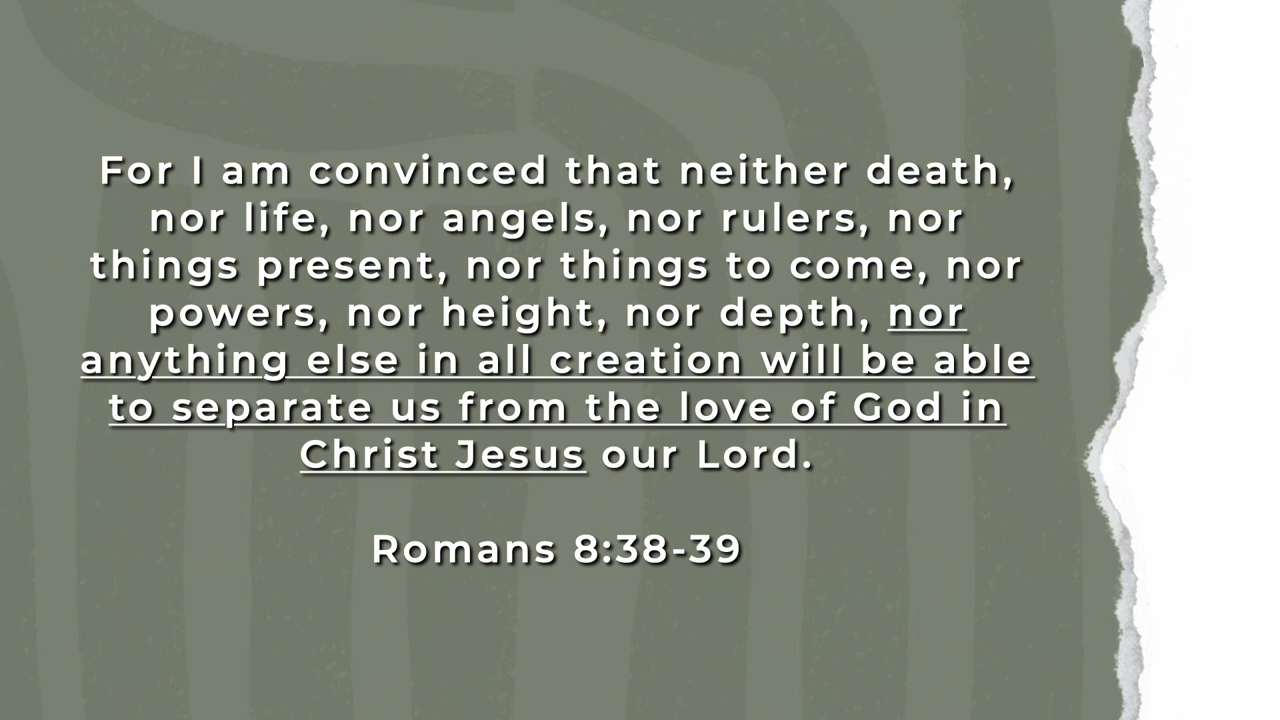 For I am convinced that neither death,
nor life, nor angels, nor rulers, nor
things present, nor things to come, nor
powers, nor height, nor depth, nor
anything else in all creation will be able
to separate us from the love of God in
Christ Jesus our Lord.
Romans 8:38-39